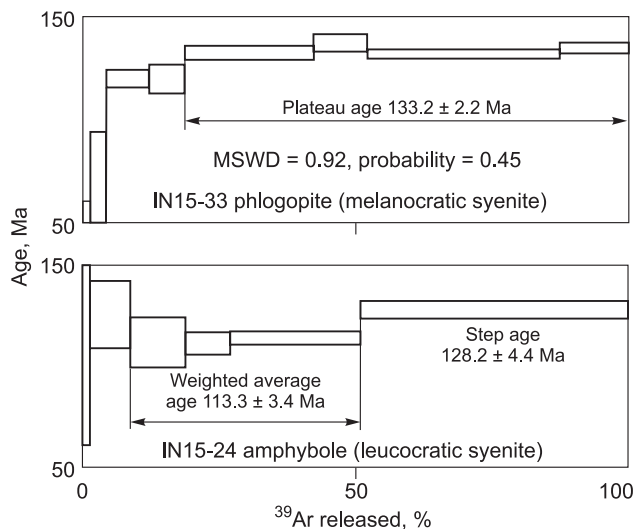 150
Plateau age 133.2 ± 2.2 Ma
MSWD = 0.92, probability = 0.45
IN15-33 phlogopite (melanocratic syenite)
50
Age, Ma
150
Step age
128.2 ± 4.4 Ma
Weighted average
age 113.3 ± 3.4 Ma
IN15-24 amphybole (leucocratic syenite)
50
0 50 100
³⁹Ar released, %